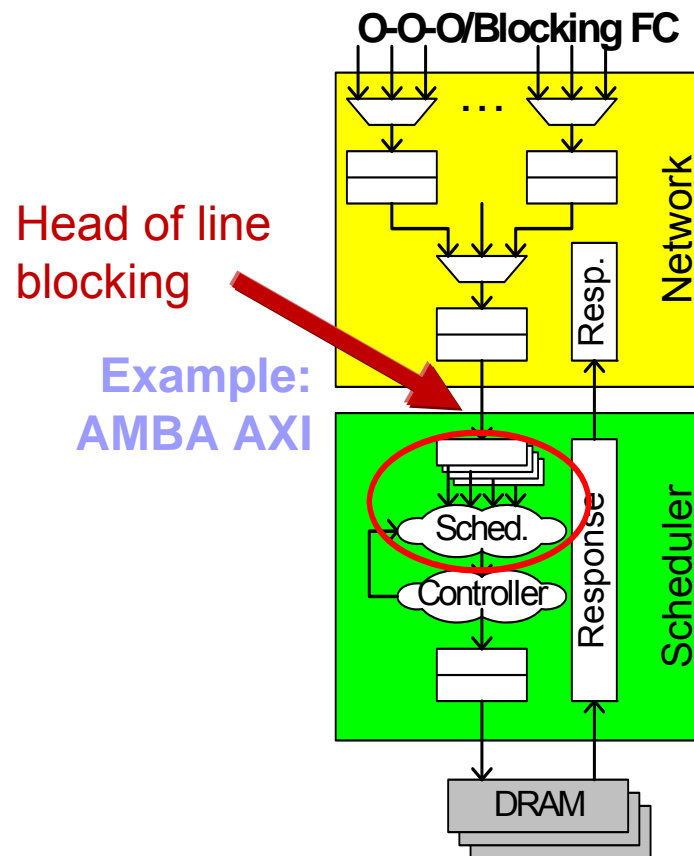 O-O-O/Blocking FC
. . .
Network
Head of line
blocking
Resp.
Example:
AMBA AXI
Sched.
Controller
Response
Scheduler
DRAM